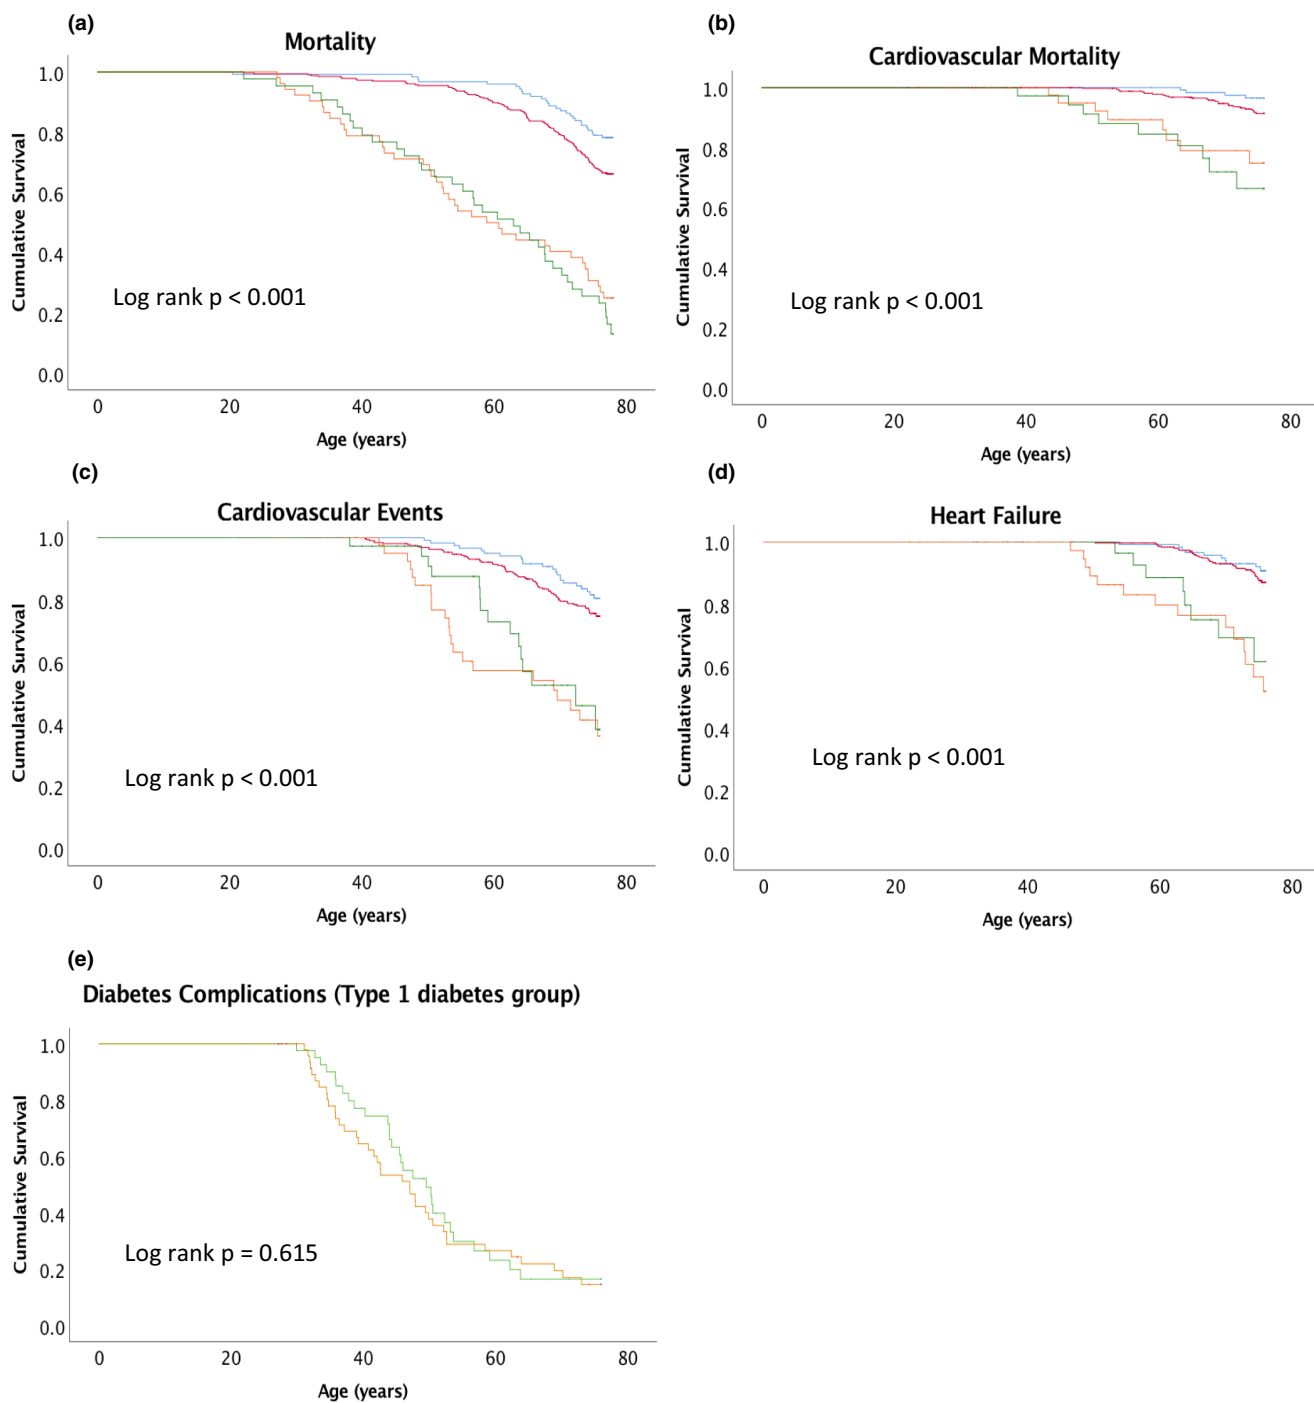 (a)
Mortality
1.0
0.8
0.6
0.4
0.2
0.0
Cumulative Survival
Log rank p < 0.001
0 20 40 60 80
Age (years)
(b)
Cardiovascular Mortality
1.0
0.8
0.6
0.4
0.2
0.0
Cumulative Survival
Log rank p < 0.001
0 20 40 60 80
Age (years)
(c)
Cardiovascular Events
1.0
0.8
0.6
0.4
0.2
0.0
Cumulative Survival
Log rank p < 0.001
0 20 40 60 80
Age (years)
(d)
Heart Failure
1.0
0.8
0.6
0.4
0.2
0.0
Cumulative Survival
Log rank p < 0.001
0 20 40 60 80
Age (years)
(e)
Diabetes Complications (Type 1 diabetes group)
1.0
0.8
0.6
0.4
0.2
0.0
Cumulative Survival
Log rank p = 0.615
0 20 40 60 80
Age (years)